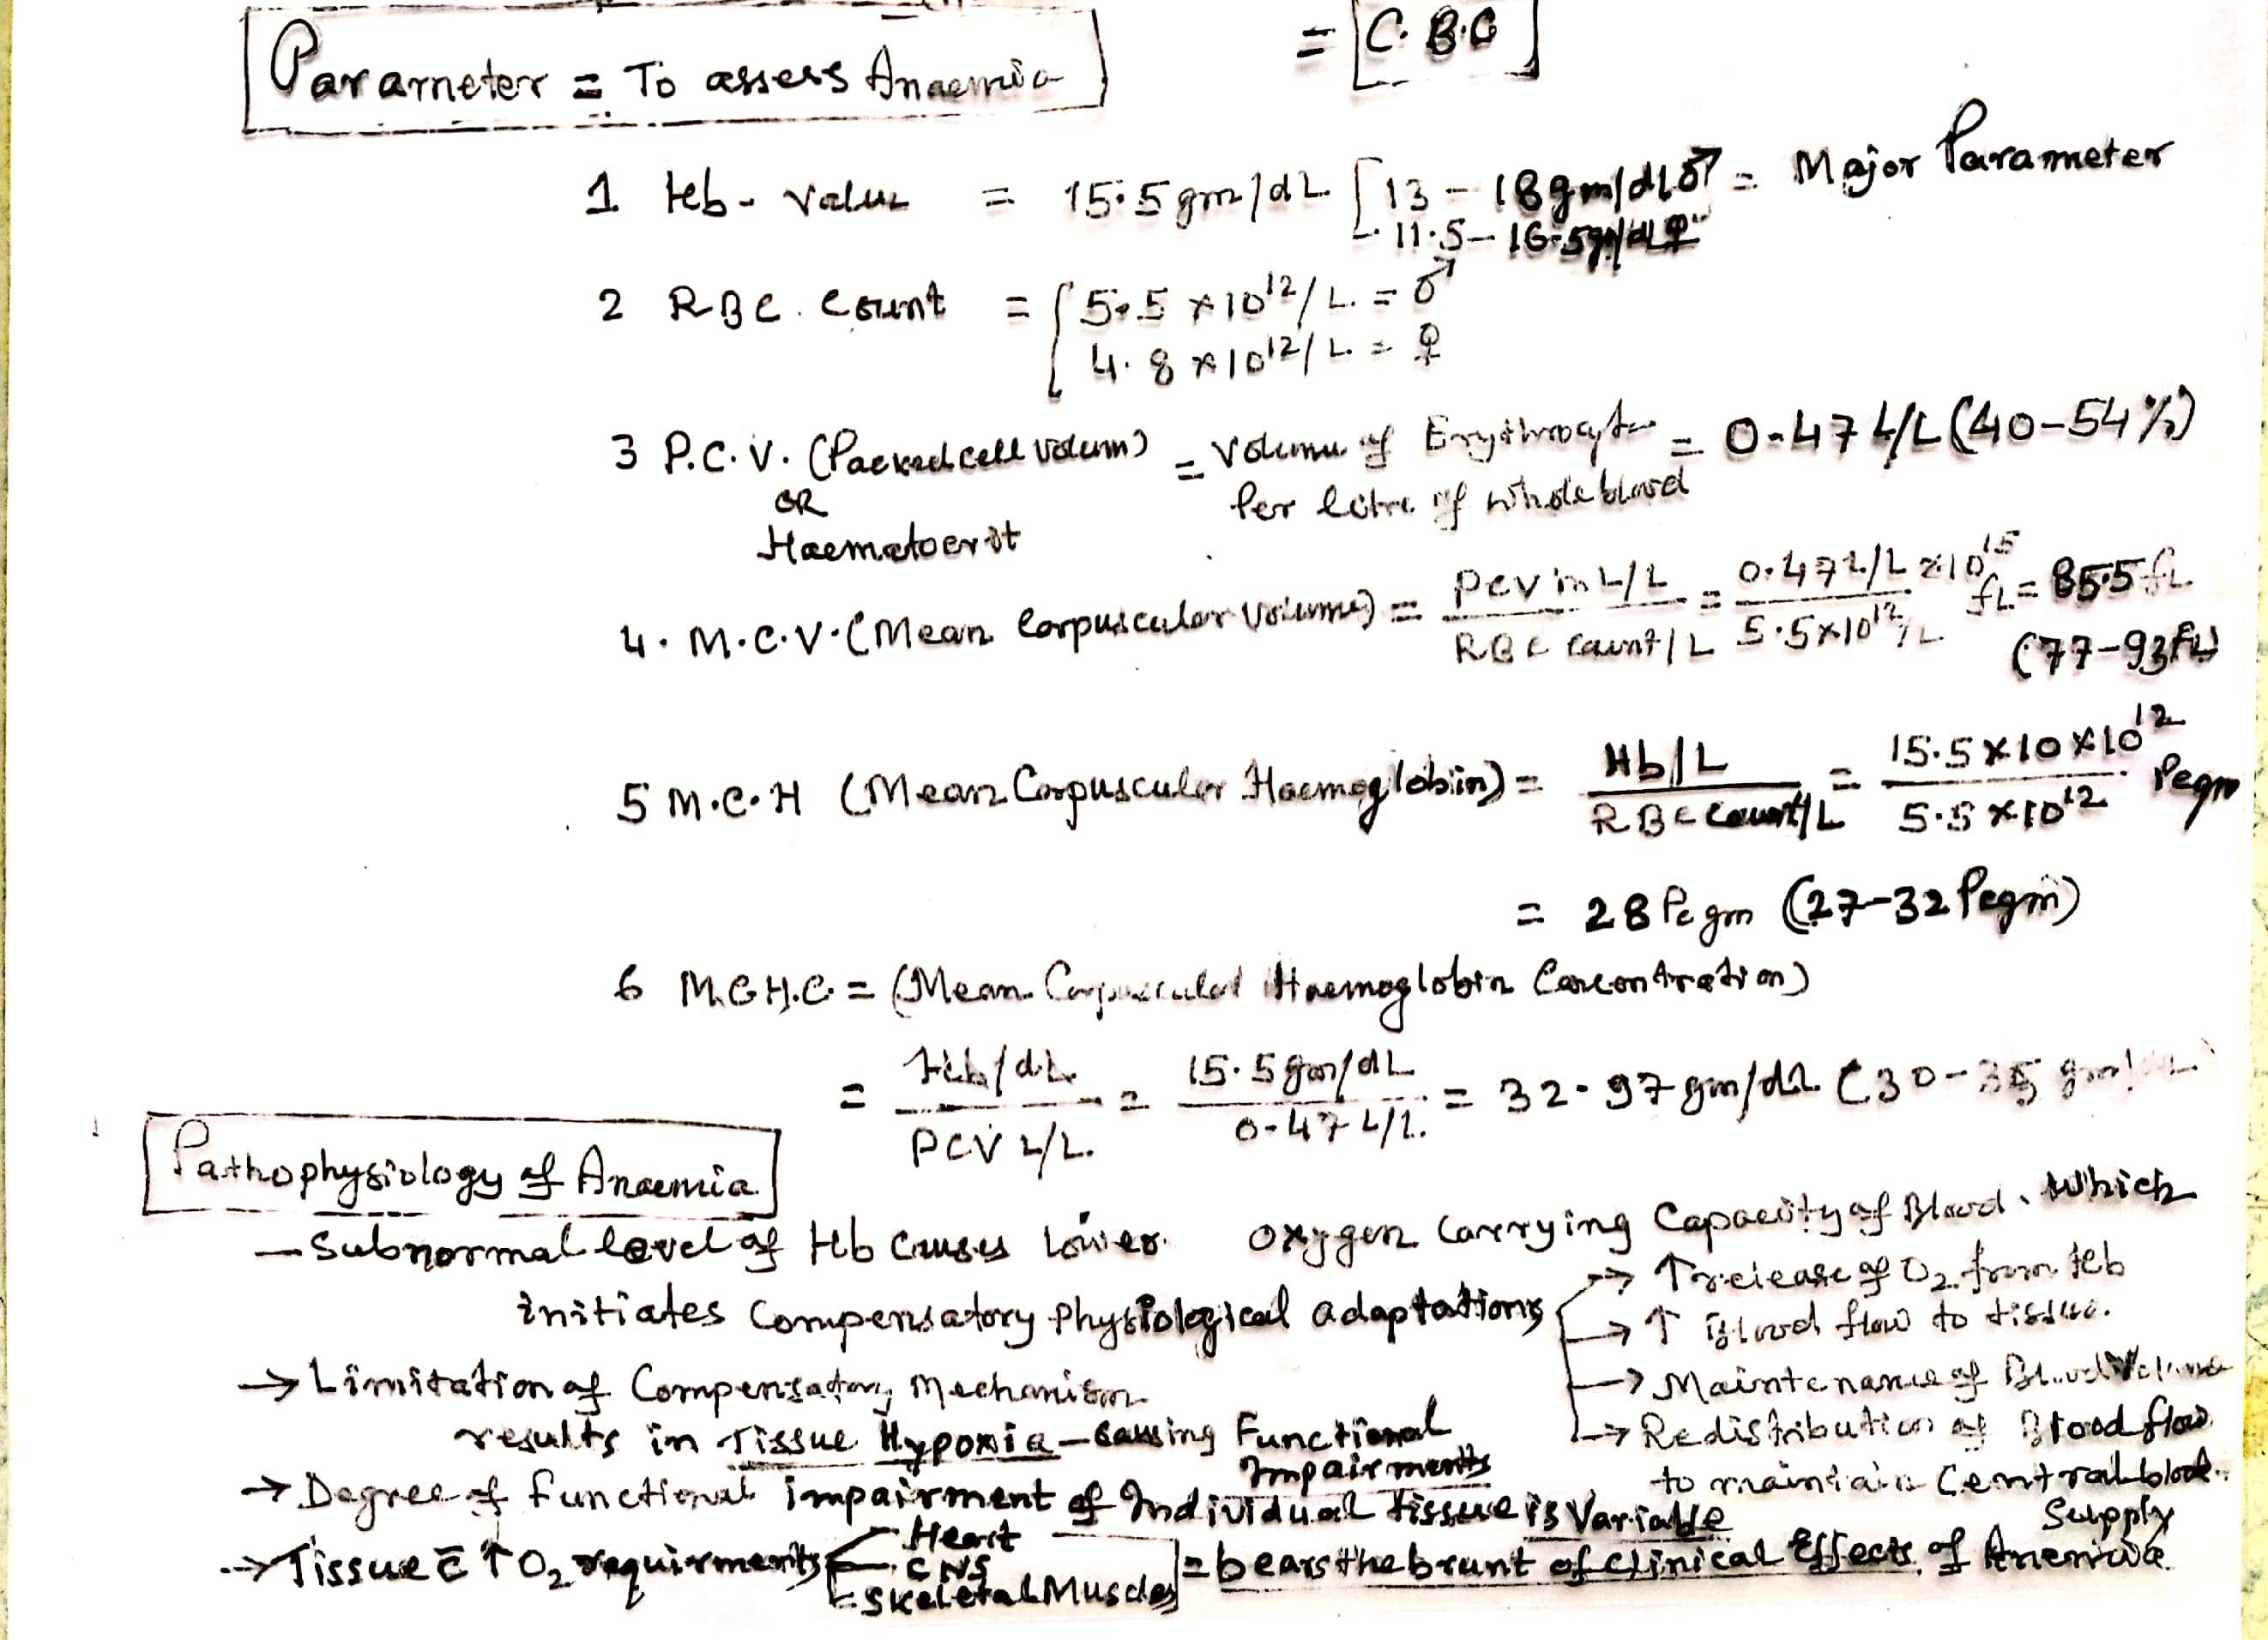 Parameter = To assess Anaemia = [C.B.C]
1 Hb- Value = 15.5 gm/dL [13 - 18 gm/dL ♂ = Major Parameter
11.5 - 16.5 gm/dL ♀
2 RBC. Count = { 5.5 × 10¹²/L. = ♂
4.8 × 10¹²/L. = ♀
3 P.C.V. (Packed cell volum) = Volume of Erythrocyte = 0.47 L/L (40-54%)
OR per litre of whole blood
Haematocrit
4. M.C.V. (Mean Corpuscular Volume) = PCV in L/L / RBC count/L = 0.47 L/L × 10¹⁵ / 5.5×10¹²/L fL = 85.5 fL
(77-93 fL)
5 M.C.H (Mean Corpuscular Haemoglobin) = Hb/L / RBC count/L = 15.5 × 10 × 10¹² / 5.5 × 10¹² Pcgm
= 28 Pcgm (27-32 Pcgm)
6 M.C.H.C. = (Mean Corpuscular Haemoglobin Concentration)
= Hb/dL / PCV L/L. = 15.5 gm/dL / 0.47 L/L. = 32.97 gm/dL (30-35 gm/
Pathophysiology of Anaemia
- Subnormal level of Hb causes lower oxygen carrying Capacity of Blood. Which
initiates Compensatory Physiological adaptations → ↑ release of O₂ from Hb
→ ↑ Blood flow to tissue.
→ Maintenance of Blood Volume
→ Redistribution of Blood flow
to maintain Central blood
Supply
→ Limitation of Compensatory Mechanism
results in Tissue Hypoxia - causing Functional
Impairments
→ Degree of functional impairment of Individual tissue is Variable
→ Tissue c̄ ↑ O₂ requirments Heart
CNS
Skeletal Muscles] = bears the brunt of Clinical Effects of Anemia